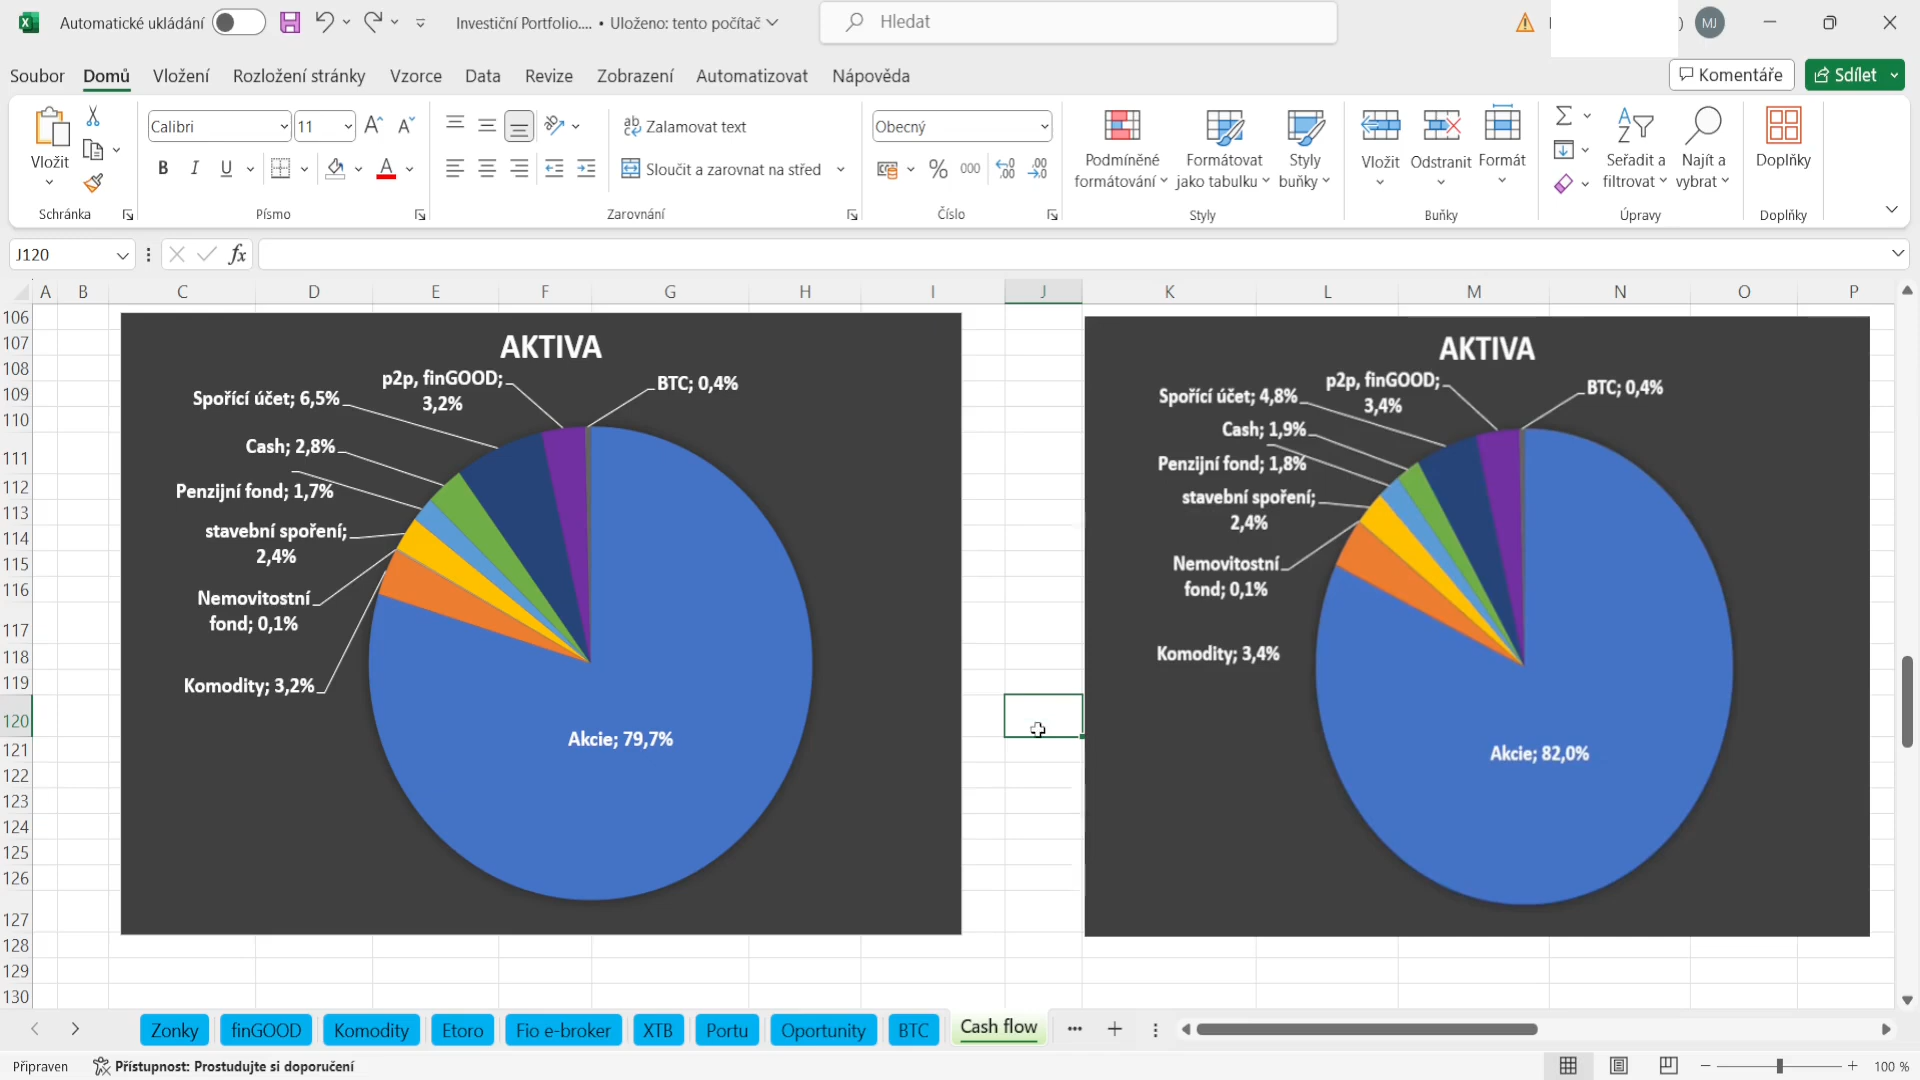 Automatické ukládání
Investiční Portfolio.... • Uloženo: tento počítač
Hledat
MJ
Soubor Domů Vložení Rozložení stránky Vzorce Data Revize Zobrazení Automatizovat Nápověda
Komentáře Sdílet
Vložit
Schránka
Calibri 11
B I U A
Písmo
Zalamovat text
Sloučit a zarovnat na střed
Zarovnání
Obecný
% 000
Číslo
Podmíněné
formátování
Formátovat
jako tabulku
Styly
buňky
Styly
Vložit Odstranit Formát
Buňky
Seřadit a
filtrovat
Najít a
vybrat
Úpravy
Doplňky
Doplňky
J120
fx
A B C D E F G H I J K L M N O P
106
107
108
109
110
111
112
113
114
115
116
117
118
119
120
121
122
123
124
125
126
127
128
129
130
AKTIVA
p2p, finGOOD;
3,2%
BTC; 0,4%
Spořící účet; 6,5%
Cash; 2,8%
Penzijní fond; 1,7%
stavební spoření;
2,4%
Nemovitostní
fond; 0,1%
Komodity; 3,2%
Akcie; 79,7%
AKTIVA
p2p, finGOOD;
3,4%
BTC; 0,4%
Spořící účet; 4,8%
Cash; 1,9%
Penzijní fond; 1,8%
stavební spoření;
2,4%
Nemovitostní
fond; 0,1%
Komodity; 3,4%
Akcie; 82,0%
Zonky finGOOD Komodity Etoro Fio e-broker XTB Portu Oportunity BTC Cash flow
Připraven Přístupnost: Prostudujte si doporučení
100 %